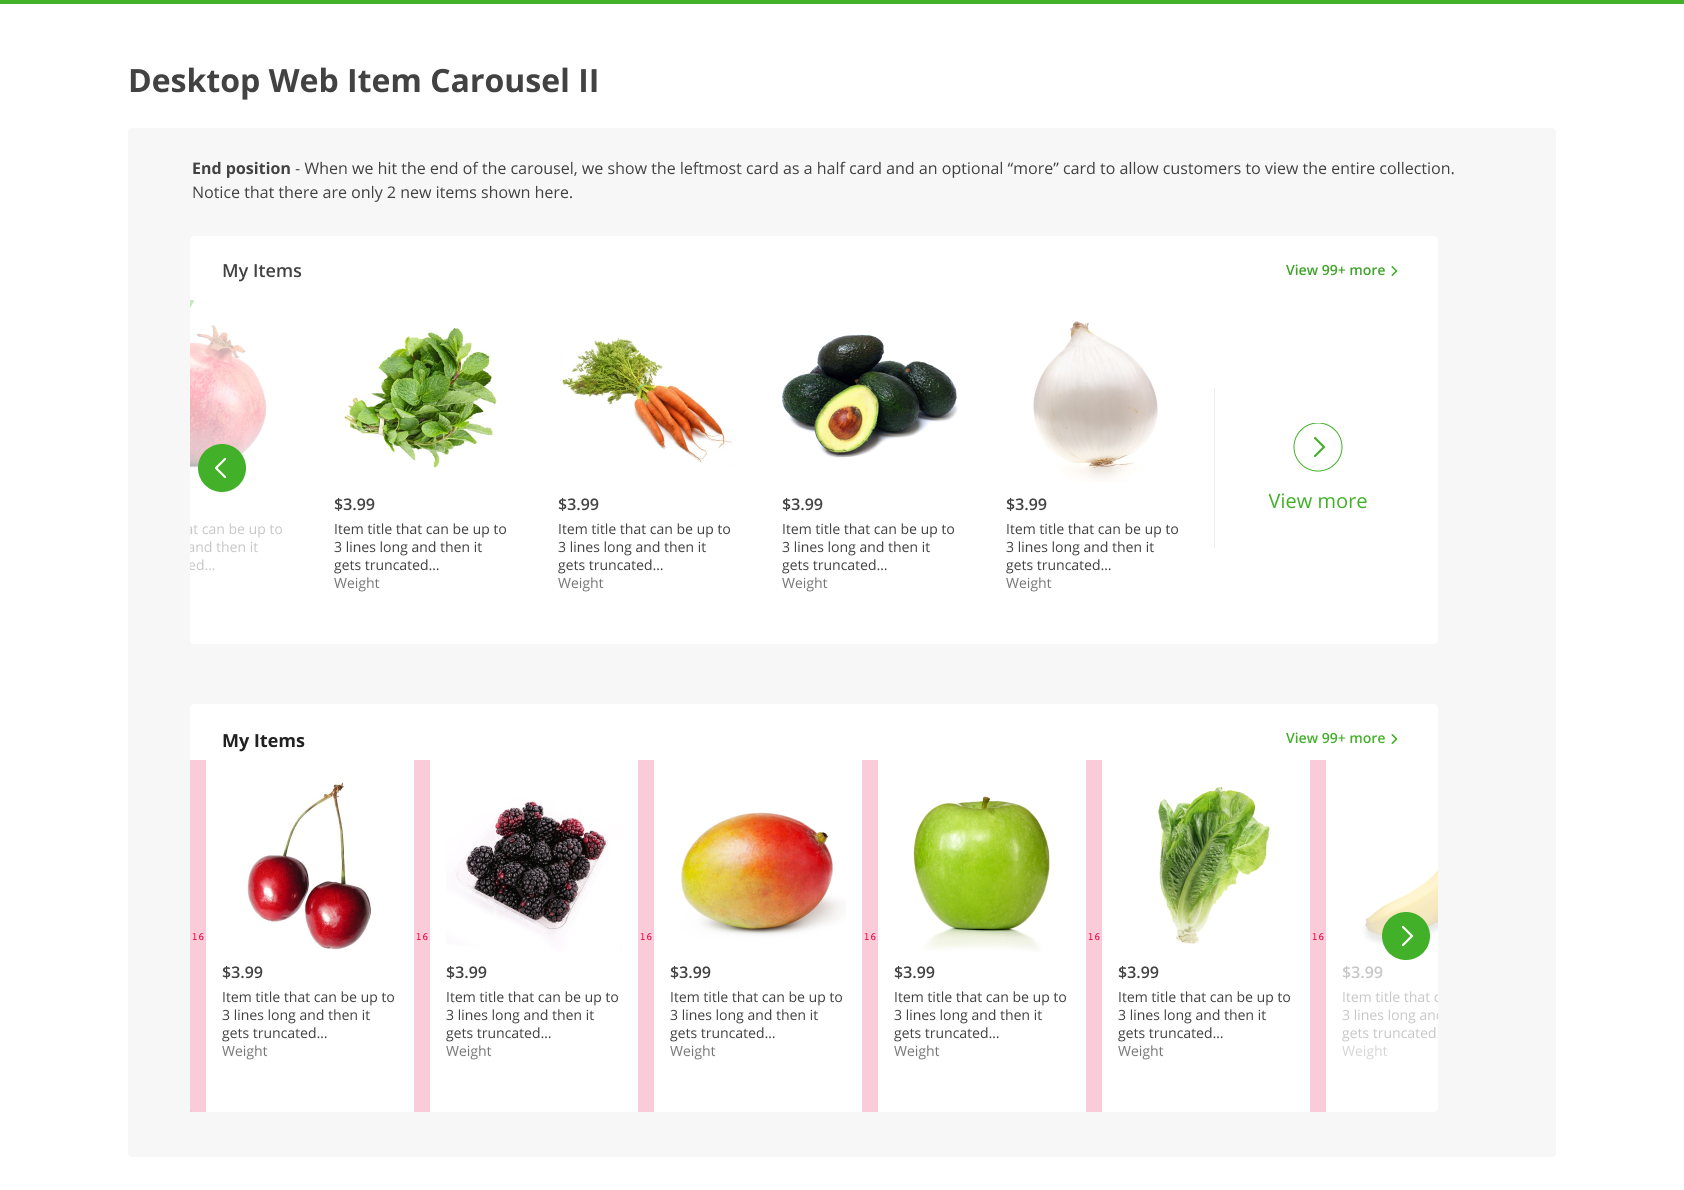 Desktop Web Item Carousel II
End position - When we hit the end of the carousel, we show the leftmost card as a half card and an optional “more” card to allow customers to view the entire collection.
Notice that there are only 2 new items shown here.
My Items
View 99+ more
can be up to
and then it
ed...
$3.99
Item title that can be up to
3 lines long and then it
gets truncated...
Weight
$3.99
Item title that can be up to
3 lines long and then it
gets truncated...
Weight
$3.99
Item title that can be up to
3 lines long and then it
gets truncated...
Weight
$3.99
Item title that can be up to
3 lines long and then it
gets truncated...
Weight
View more
My Items
View 99+ more
16
$3.99
Item title that can be up to
3 lines long and then it
gets truncated...
Weight
16
$3.99
Item title that can be up to
3 lines long and then it
gets truncated...
Weight
16
$3.99
Item title that can be up to
3 lines long and then it
gets truncated...
Weight
16
$3.99
Item title that can be up to
3 lines long and then it
gets truncated...
Weight
16
$3.99
Item title that can be up to
3 lines long and then it
gets truncated...
Weight
16
$3.99
Item title that
3 lines long an
gets truncated
Weight